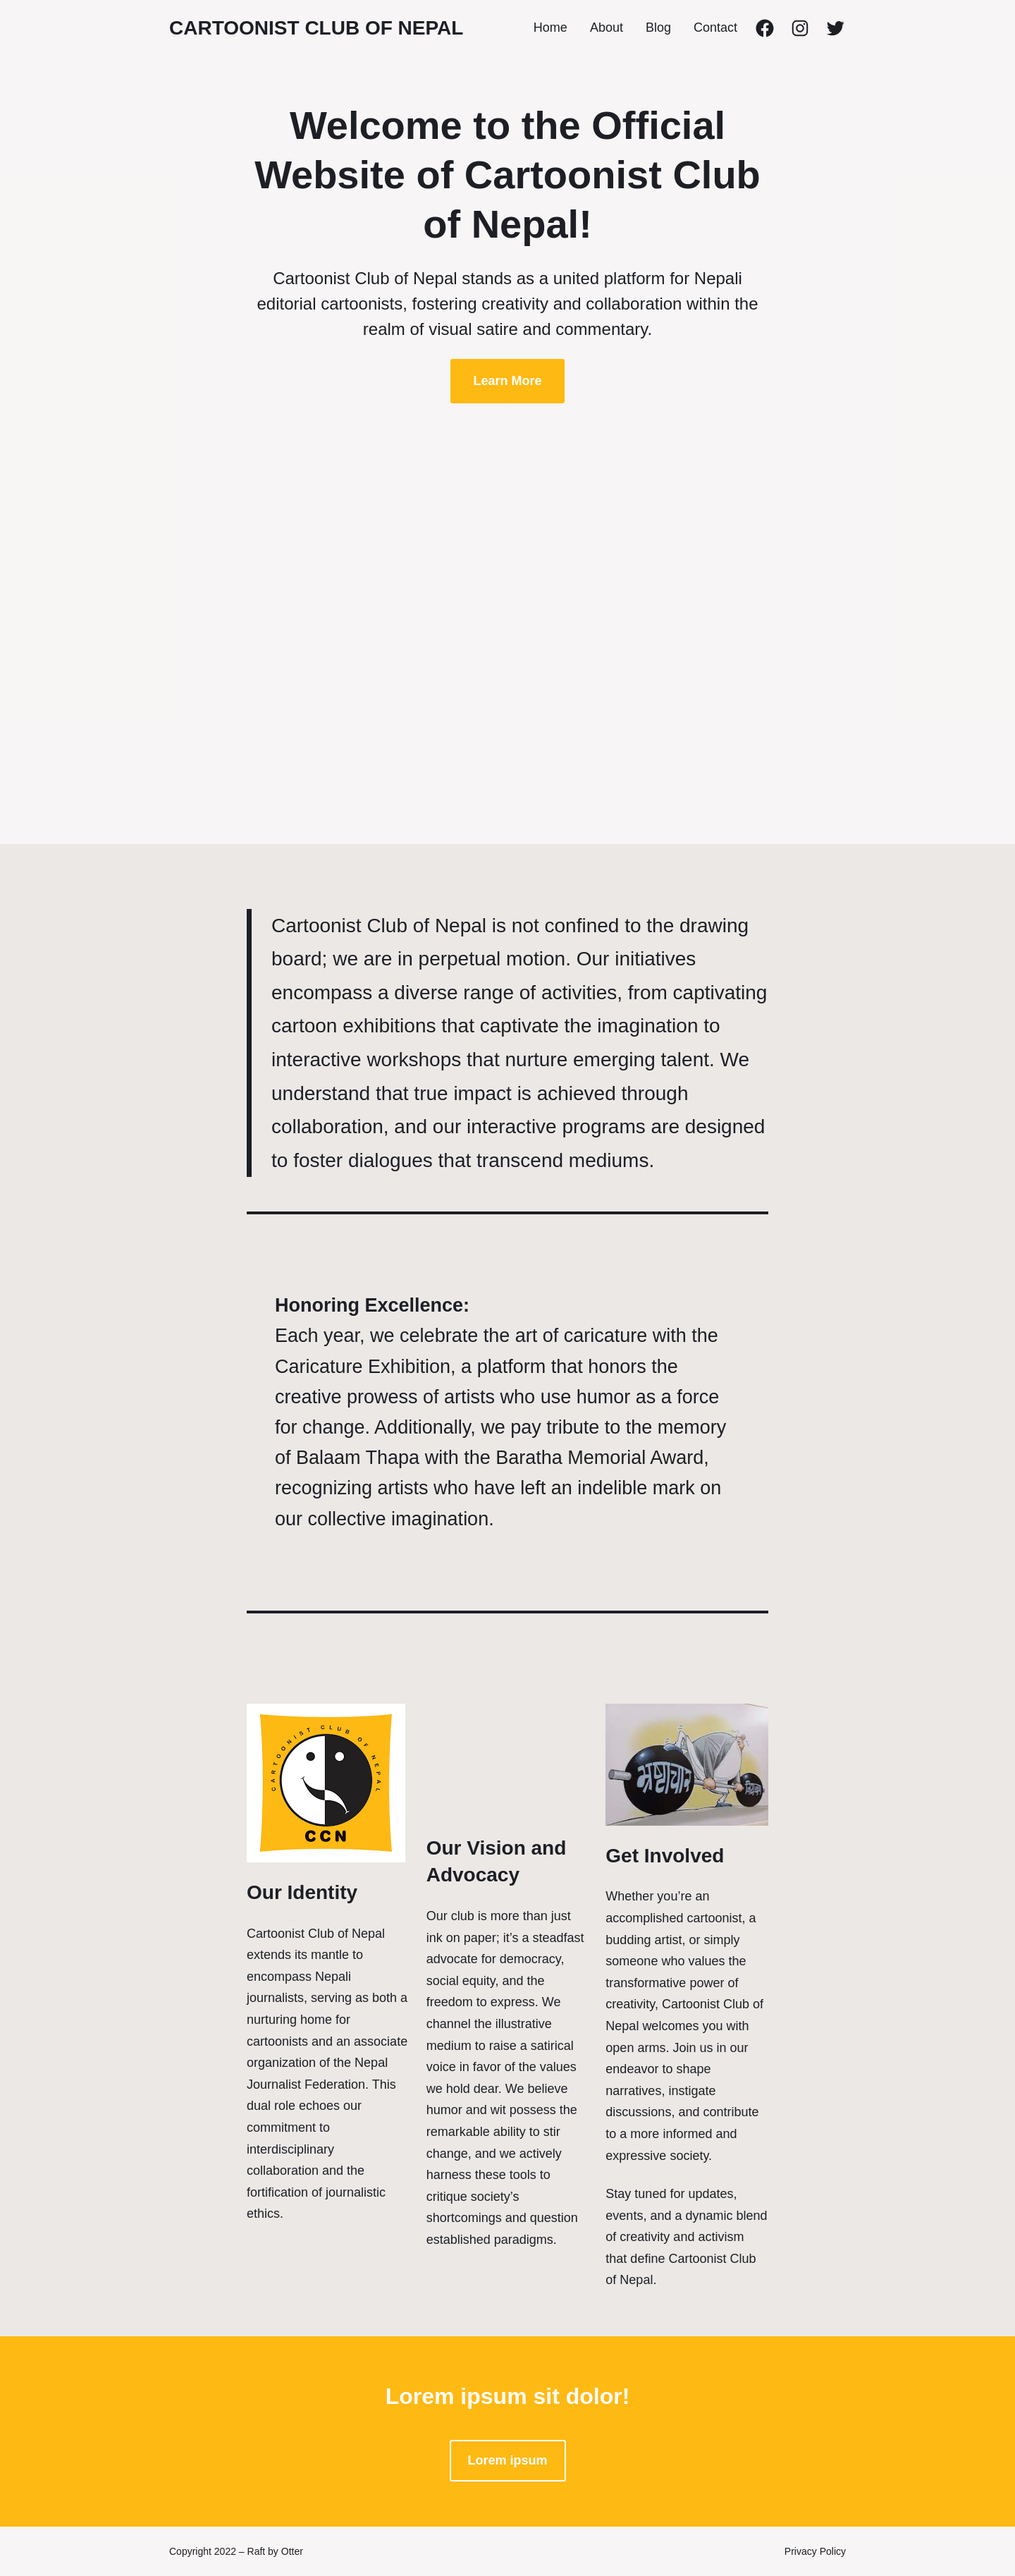 CARTOONIST CLUB OF NEPAL
Home About Blog Contact
Welcome to the Official
Website of Cartoonist Club
of Nepal!
Cartoonist Club of Nepal stands as a united platform for Nepali
editorial cartoonists, fostering creativity and collaboration within the
realm of visual satire and commentary.
Learn More
Cartoonist Club of Nepal is not confined to the drawing
board; we are in perpetual motion. Our initiatives
encompass a diverse range of activities, from captivating
cartoon exhibitions that captivate the imagination to
interactive workshops that nurture emerging talent. We
understand that true impact is achieved through
collaboration, and our interactive programs are designed
to foster dialogues that transcend mediums.
Honoring Excellence:
Each year, we celebrate the art of caricature with the
Caricature Exhibition, a platform that honors the
creative prowess of artists who use humor as a force
for change. Additionally, we pay tribute to the memory
of Balaam Thapa with the Baratha Memorial Award,
recognizing artists who have left an indelible mark on
our collective imagination.
CARTOONIST CLUB OF NEPAL
CCN
Our Identity
Cartoonist Club of Nepal
extends its mantle to
encompass Nepali
journalists, serving as both a
nurturing home for
cartoonists and an associate
organization of the Nepal
Journalist Federation. This
dual role echoes our
commitment to
interdisciplinary
collaboration and the
fortification of journalistic
ethics.
Our Vision and
Advocacy
Our club is more than just
ink on paper; it’s a steadfast
advocate for democracy,
social equity, and the
freedom to express. We
channel the illustrative
medium to raise a satirical
voice in favor of the values
we hold dear. We believe
humor and wit possess the
remarkable ability to stir
change, and we actively
harness these tools to
critique society’s
shortcomings and question
established paradigms.
भ्रष्टाचार
Get Involved
Whether you’re an
accomplished cartoonist, a
budding artist, or simply
someone who values the
transformative power of
creativity, Cartoonist Club of
Nepal welcomes you with
open arms. Join us in our
endeavor to shape
narratives, instigate
discussions, and contribute
to a more informed and
expressive society.
Stay tuned for updates,
events, and a dynamic blend
of creativity and activism
that define Cartoonist Club
of Nepal.
Lorem ipsum sit dolor!
Lorem ipsum
Copyright 2022 – Raft by Otter
Privacy Policy